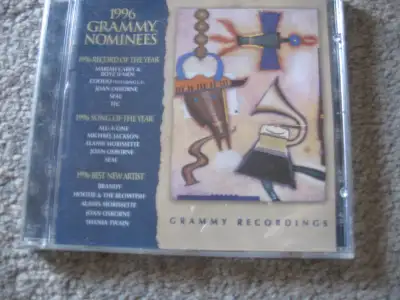 1996
GRAMMY
NOMINEES
1996 RECORD OF THE YEAR
MARIAH CAREY &
BOYZ II MEN
COOLIO
JOAN OSBORNE
SEAL
TLC
1996 SONG OF THE YEAR
ALL-4-ONE
MICHAEL JACKSON
ALANIS MORISSETTE
JOAN OSBORNE
SEAL
1996 BEST NEW ARTIST
BRANDY
HOOTIE & THE BLOWFISH
ALANIS MORISSETTE
JOAN OSBORNE
SHANIA TWAIN
GRAMMY RECORDINGS